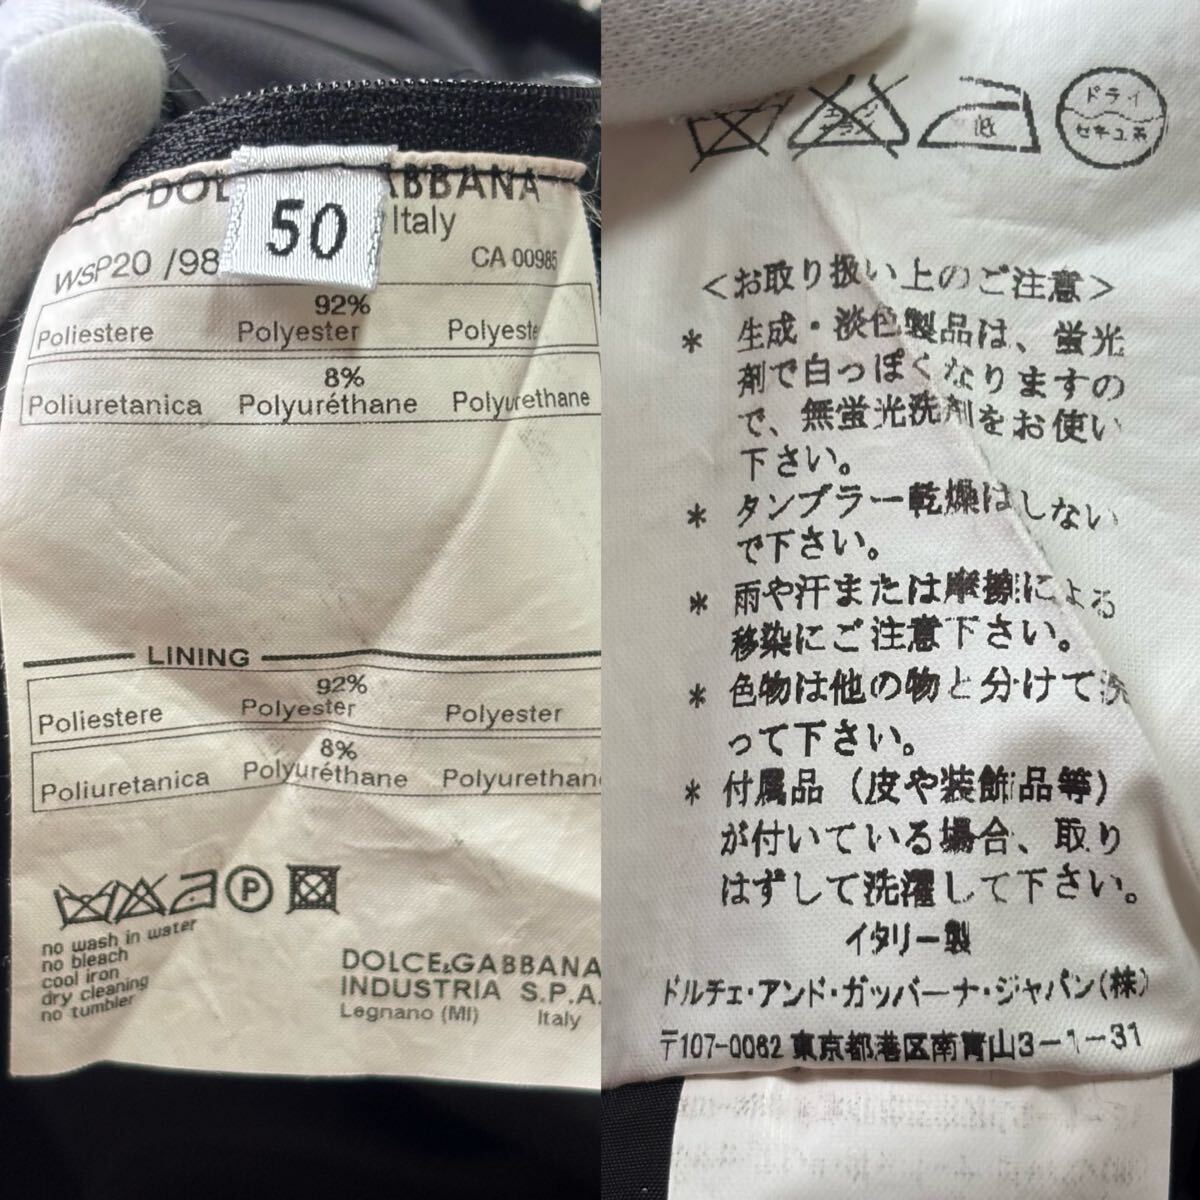 DOL ABBANA
50
Italy
WSP20 /98
CA 00985
92%
Poliestere Polyester Polyeste
8%
Poliuretanica Polyuréthane Polyurethane
LINING
92%
Poliestere Polyester Polyester
8%
Poliuretanica Polyuréthane Polyurethane
P
no wash in water
no bleach
cool iron
dry cleaning
no tumbler
DOLCE&GABBANA
INDUSTRIA S.P.A.
Legnano (MI) Italy
低
ドライ
セキユ系
<お取り扱い上のご注意>
* 生成・淡色製品は、蛍光
剤で白っぽくなりますの
で、無蛍光洗剤をお使い
下さい。
* タンブラー乾燥はしない
で下さい。
* 雨や汗または摩擦による
移染にご注意下さい。
* 色物は他の物と分けて洗
って下さい。
* 付属品(皮や装飾品等)
が付いている場合、取り
はずして洗濯して下さい。
イタリー製
ドルチェ・アンド・ガッバーナ・ジャパン(株)
〒107-0062 東京都港区南青山3-1-31